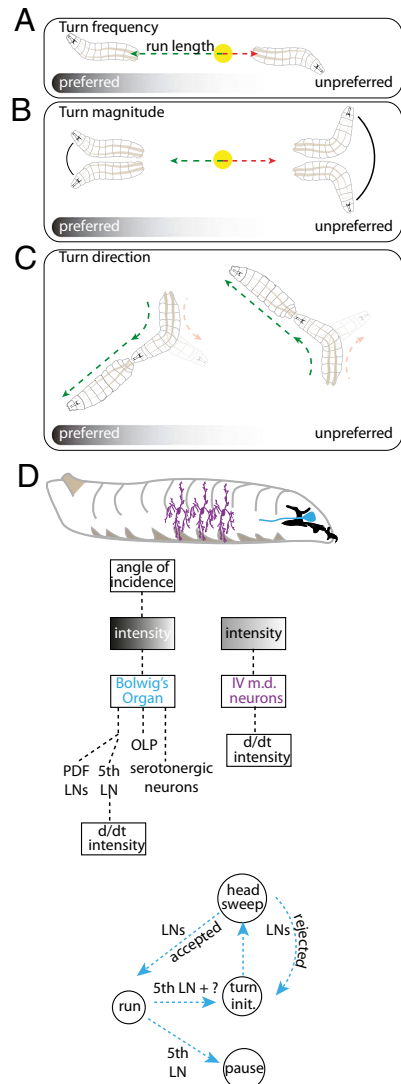 A
Turn frequency
run length
preferred
unpreferred
B
Turn magnitude
preferred
unpreferred
C
Turn direction
preferred
unpreferred
D
angle of
incidence
intensity
intensity
Bolwig's
Organ
IV m.d.
neurons
d/dt
intensity
PDF
LNs
5th
LN
OLP
serotonergic
neurons
d/dt
intensity
head
sweep
LNs
accepted
LNs
rejected
run
5th LN + ?
turn
init.
5th
LN
pause